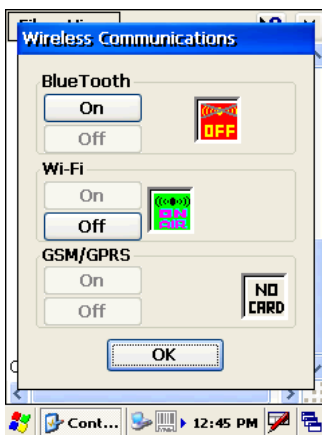 Wireless Communications
BlueTooth
On
OFF
Off
Wi-Fi
On
ON
AIR
Off
GSM/GPRS
On
NO
CARD
Off
OK
Cont...
12:45 PM